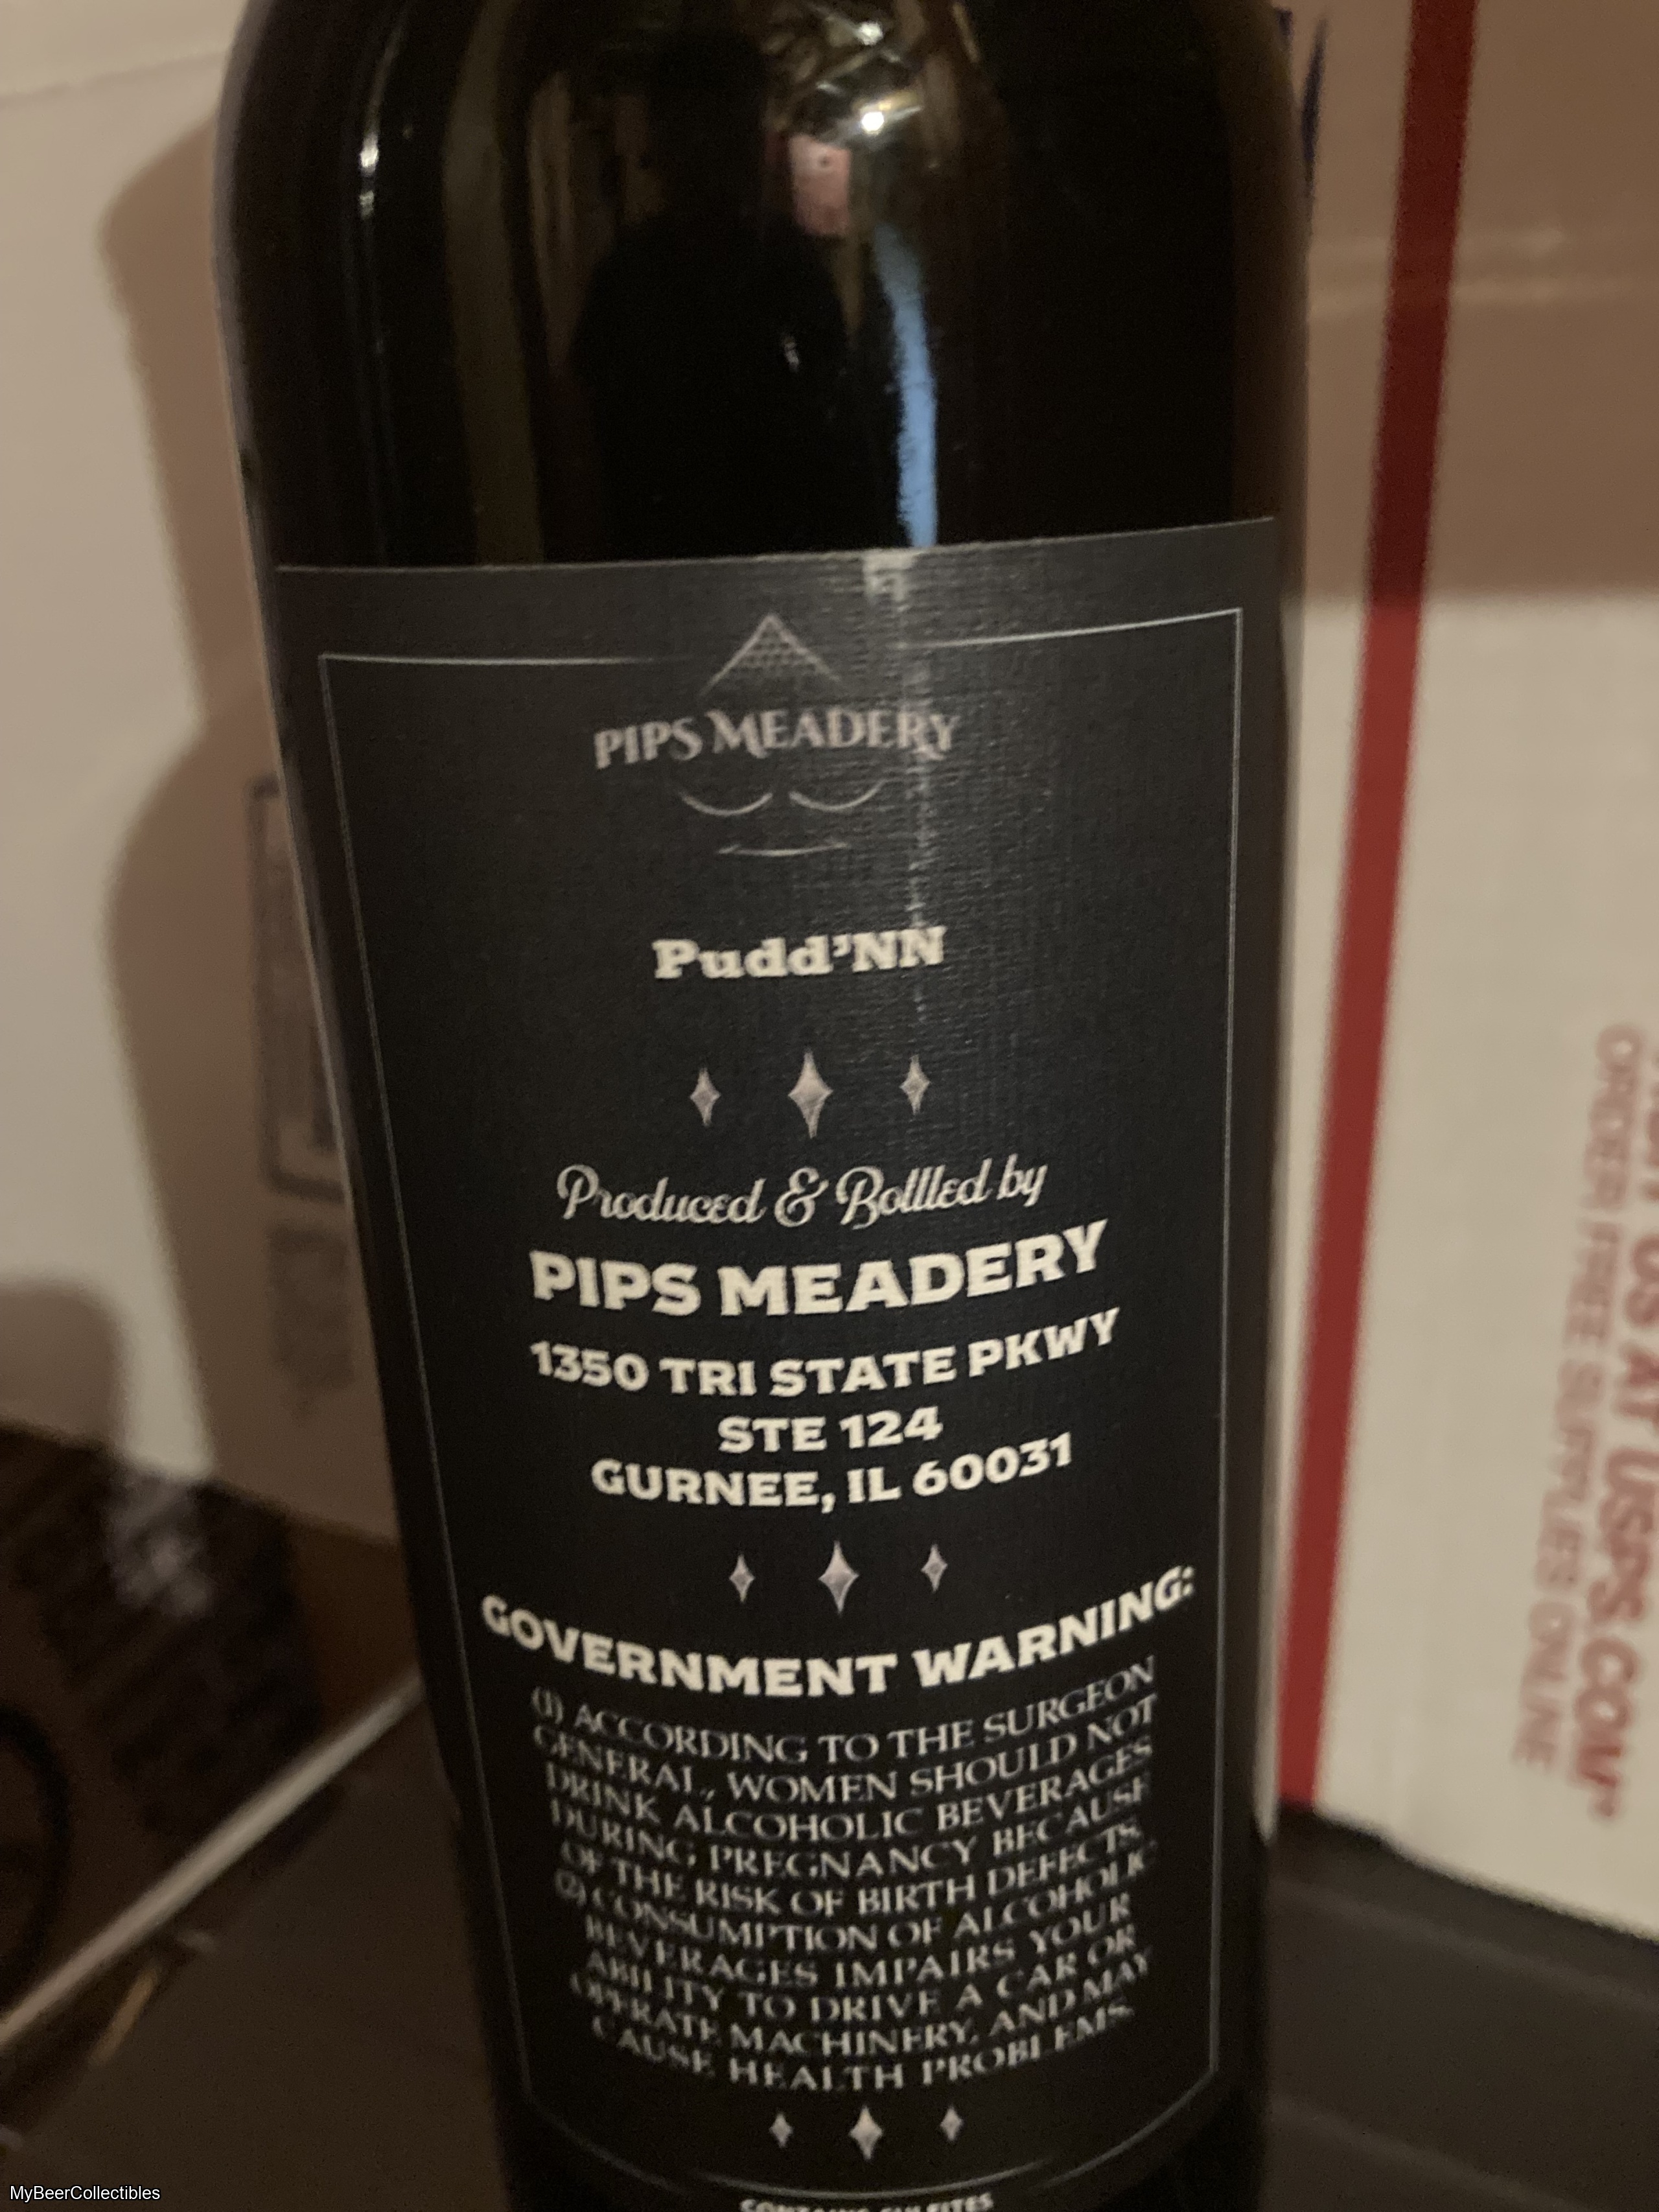 PIPS MEADERY
Pudd'NN
Produced & Bottled by
PIPS MEADERY
1350 TRI STATE PKWY
STE 124
GURNEE, IL 60031
GOVERNMENT WARNING:
(1) ACCORDING TO THE SURGEON
GENERAL, WOMEN SHOULD NOT
DRINK ALCOHOLIC BEVERAGES
DURING PREGNANCY BECAUSE
OF THE RISK OF BIRTH DEFECTS.
(2) CONSUMPTION OF ALCOHOLIC
BEVERAGES IMPAIRS YOUR
ABILITY TO DRIVE A CAR OR
OPERATE MACHINERY, AND MAY
CAUSE HEALTH PROBLEMS.
CONTAINS SULFITES
US AT USPS.COM®
ORDER FREE SUPPLIES ONLINE
MyBeerCollectibles